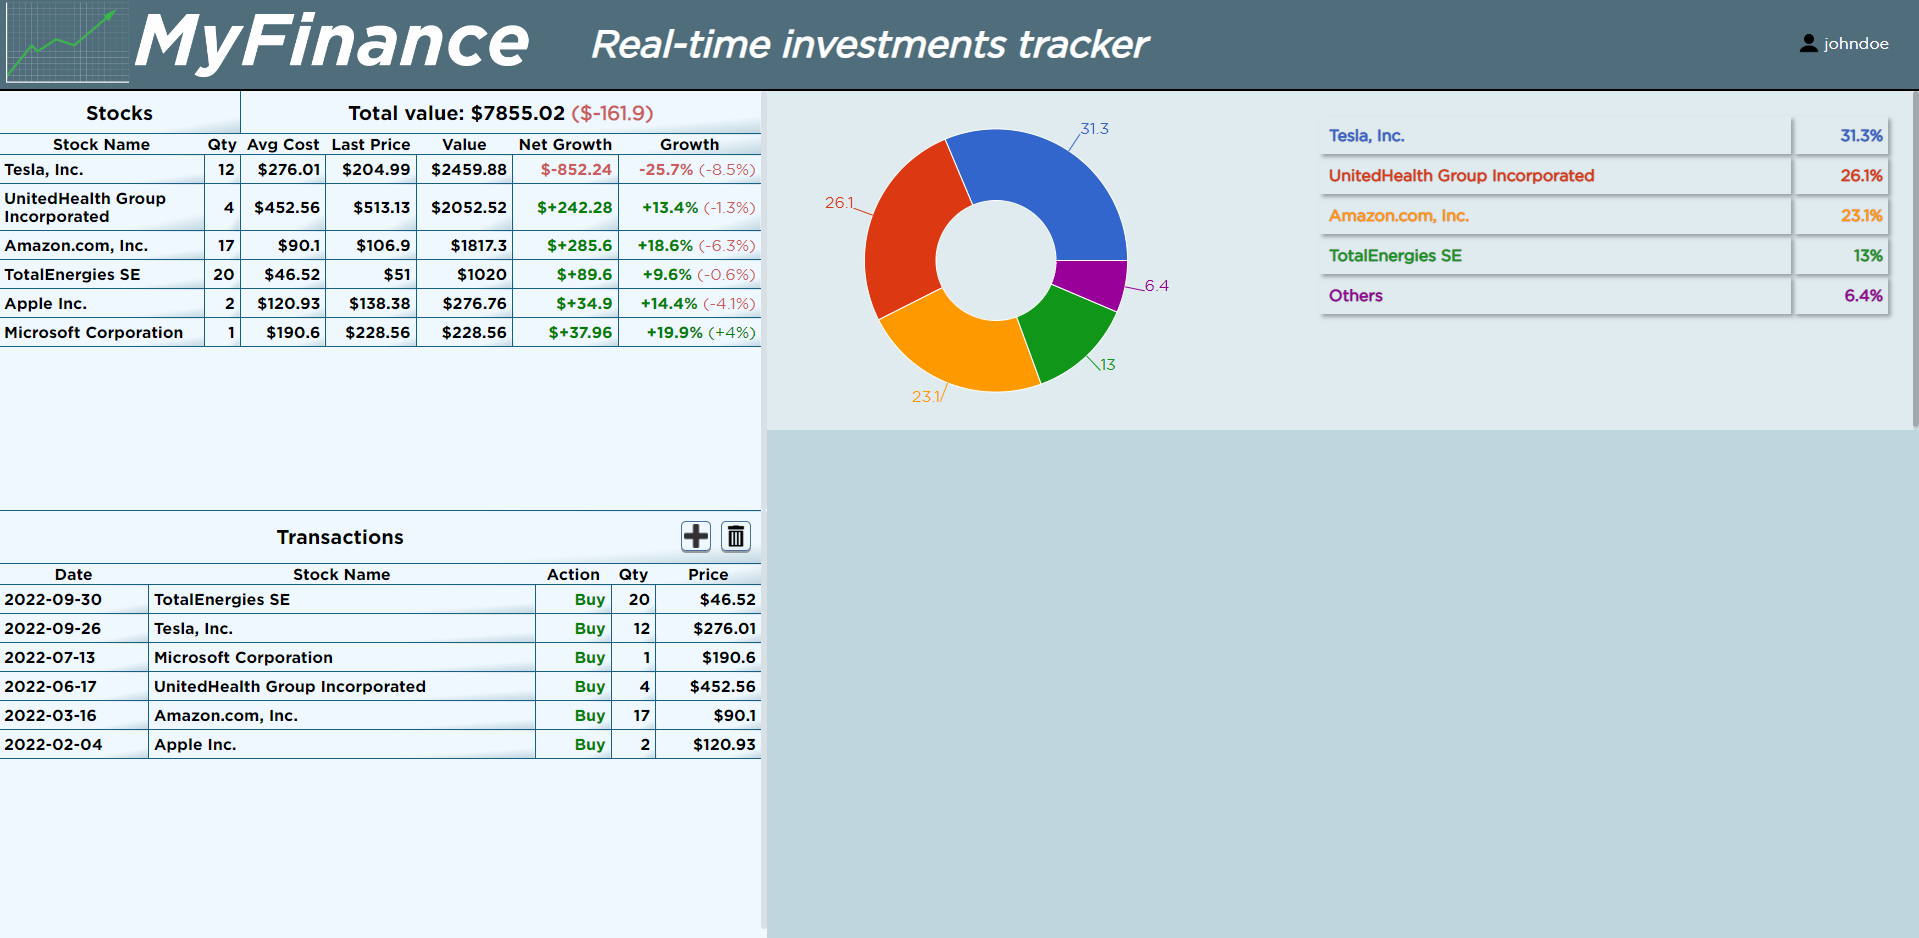 MyFinance
Real-time investments tracker
johndoe
Stocks
Total value: $7855.02 ($-161.9)
Stock Name Qty Avg Cost Last Price Value Net Growth Growth
Tesla, Inc. 12 $276.01 $204.99 $2459.88 $-852.24 -25.7% (-8.5%)
UnitedHealth Group
Incorporated 4 $452.56 $513.13 $2052.52 $+242.28 +13.4% (-1.3%)
Amazon.com, Inc. 17 $90.1 $106.9 $1817.3 $+285.6 +18.6% (-6.3%)
TotalEnergies SE 20 $46.52 $51 $1020 $+89.6 +9.6% (-0.6%)
Apple Inc. 2 $120.93 $138.38 $276.76 $+34.9 +14.4% (-4.1%)
Microsoft Corporation 1 $190.6 $228.56 $228.56 $+37.96 +19.9% (+4%)
Transactions
Date Stock Name Action Qty Price
2022-09-30 TotalEnergies SE Buy 20 $46.52
2022-09-26 Tesla, Inc. Buy 12 $276.01
2022-07-13 Microsoft Corporation Buy 1 $190.6
2022-06-17 UnitedHealth Group Incorporated Buy 4 $452.56
2022-03-16 Amazon.com, Inc. Buy 17 $90.1
2022-02-04 Apple Inc. Buy 2 $120.93
31.3
26.1
6.4
13
23.1
Tesla, Inc. 31.3%
UnitedHealth Group Incorporated 26.1%
Amazon.com, Inc. 23.1%
TotalEnergies SE 13%
Others 6.4%